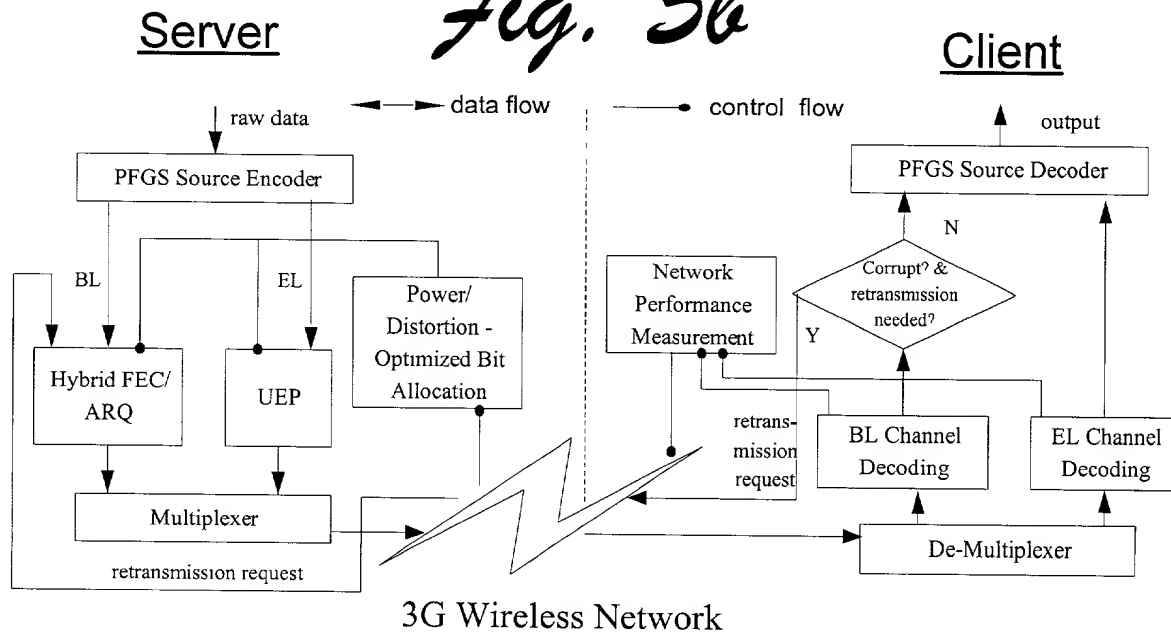 Fig. 5b
Server
Client
data flow
control flow
raw data
output
PFGS Source Encoder
PFGS Source Decoder
BL
EL
N
Power/
Distortion -
Optimized Bit
Allocation
Network
Performance
Measurement
Corrupt? &
retransmission
needed?
Y
Hybrid FEC/
ARQ
UEP
retrans-
mission
request
BL Channel
Decoding
EL Channel
Decoding
Multiplexer
De-Multiplexer
retransmission request
3G Wireless Network